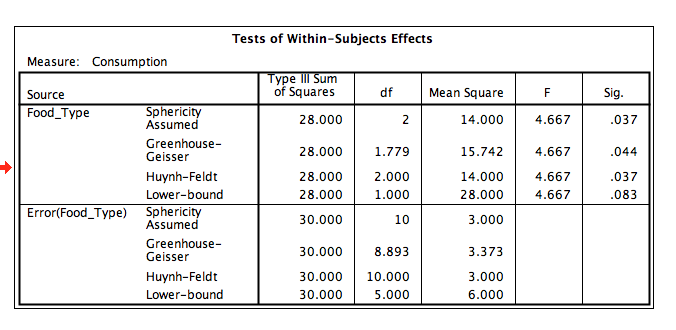 Tests of Within-Subjects Effects
Measure: Consumption
Source Type III Sum of Squares df Mean Square F Sig.
Food_Type Sphericity Assumed 28.000 2 14.000 4.667 .037
Greenhouse-Geisser 28.000 1.779 15.742 4.667 .044
Huynh-Feldt 28.000 2.000 14.000 4.667 .037
Lower-bound 28.000 1.000 28.000 4.667 .083
Error(Food_Type) Sphericity Assumed 30.000 10 3.000
Greenhouse-Geisser 30.000 8.893 3.373
Huynh-Feldt 30.000 10.000 3.000
Lower-bound 30.000 5.000 6.000